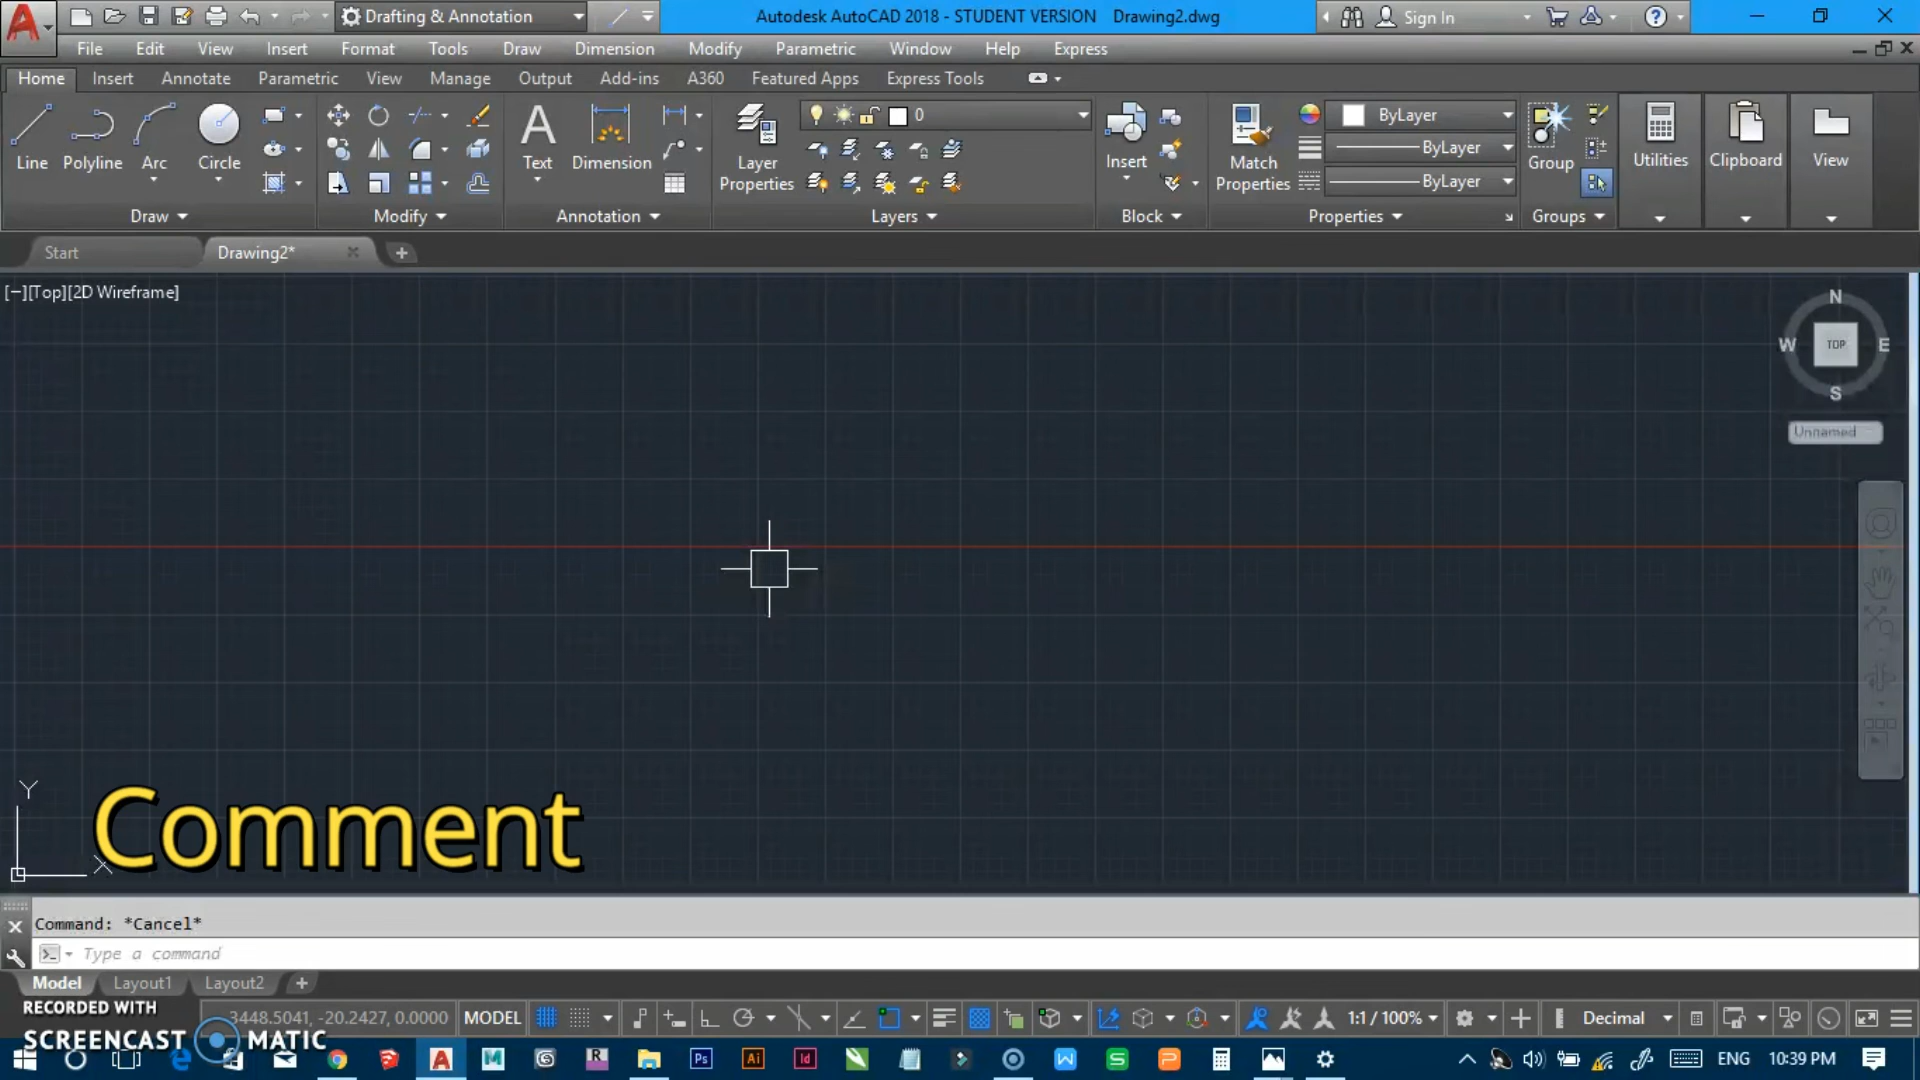 Drafting & Annotation
Autodesk AutoCAD 2018 - STUDENT VERSION Drawing2.dwg
Sign In
File Edit View Insert Format Tools Draw Dimension Modify Parametric Window Help Express
Home Insert Annotate Parametric View Manage Output Add-ins A360 Featured Apps Express Tools
0
ByLayer
ByLayer
ByLayer
Line Polyline Arc Circle
Text Dimension
Layer Properties
Insert
Match Properties
Group
Utilities Clipboard View
Draw Modify Annotation Layers Block Properties Groups
Start Drawing2*
[−][Top][2D Wireframe]
N
W TOP E
S
Unnamed
Y
X
Comment
Command: *Cancel*
Type a command
Model Layout1 Layout2
RECORDED WITH
SCREENCAST MATIC
3448.5041, -20.2427, 0.0000 MODEL 1:1 / 100% Decimal
ENG 10:39 PM